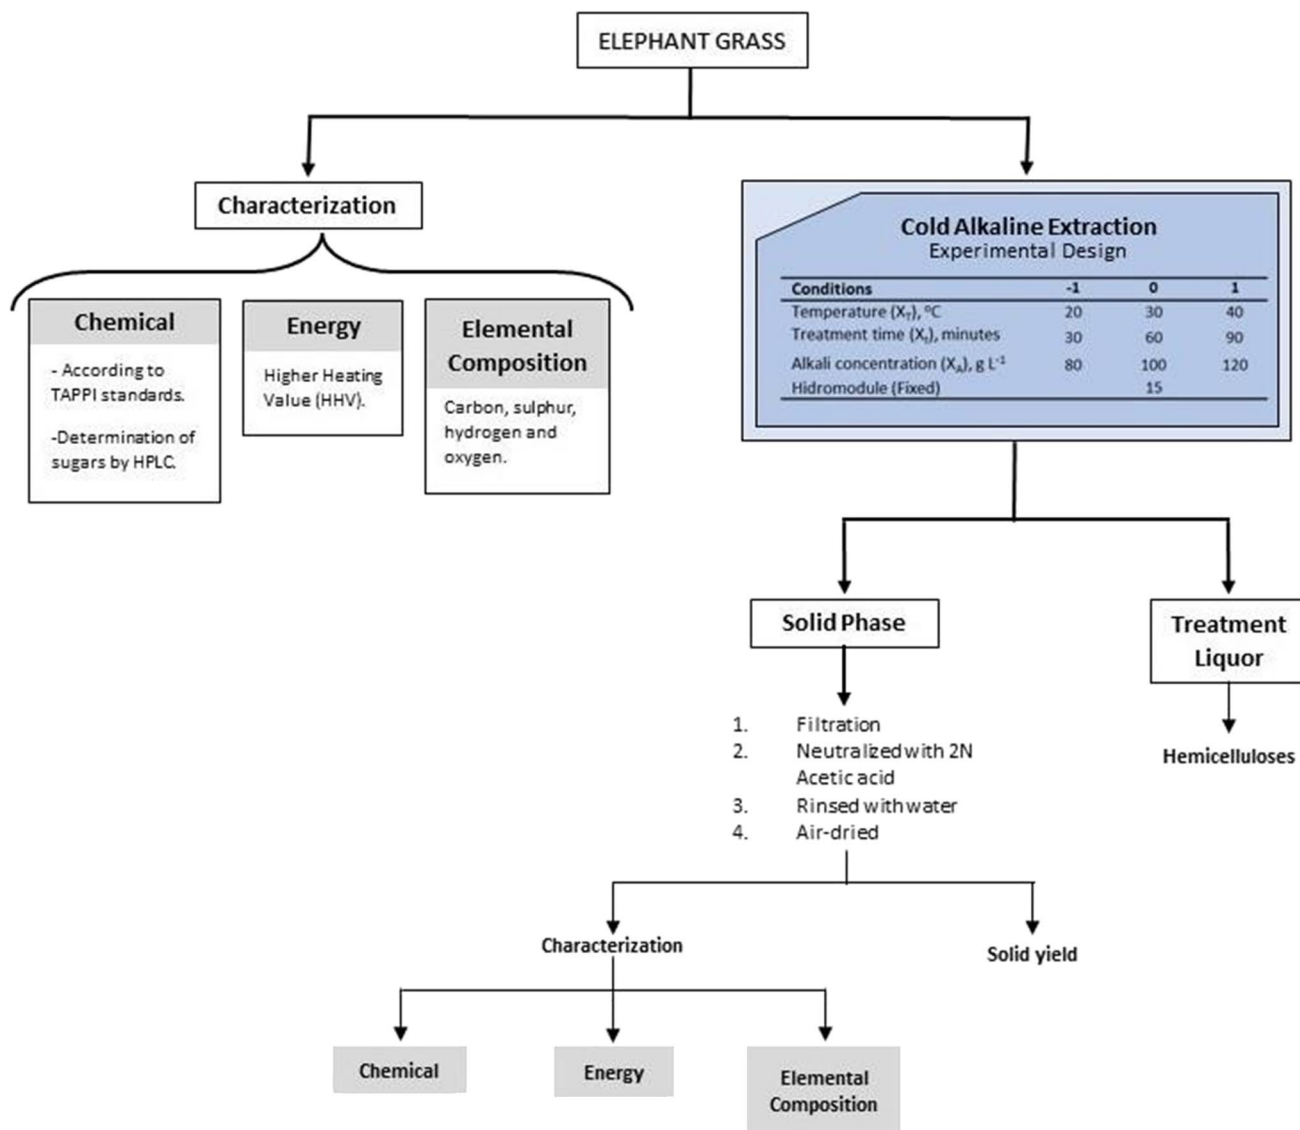 ELEPHANT GRASS
Characterization
Chemical
- According to
TAPPI standards.
-Determination of
sugars by HPLC.
Energy
Higher Heating
Value (HHV).
Elemental
Composition
Carbon, sulphur,
hydrogen and
oxygen.
Cold Alkaline Extraction
Experimental Design
Conditions -1 0 1
Temperature (X_T), ºC 20 30 40
Treatment time (X_t), minutes 30 60 90
Alkali concentration (X_A), g L⁻¹ 80 100 120
Hidromodule (Fixed) 15
Solid Phase
1. Filtration
2. Neutralized with 2N
Acetic acid
3. Rinsed with water
4. Air-dried
Treatment
Liquor
Hemicelluloses
Characterization
Solid yield
Chemical
Energy
Elemental
Composition